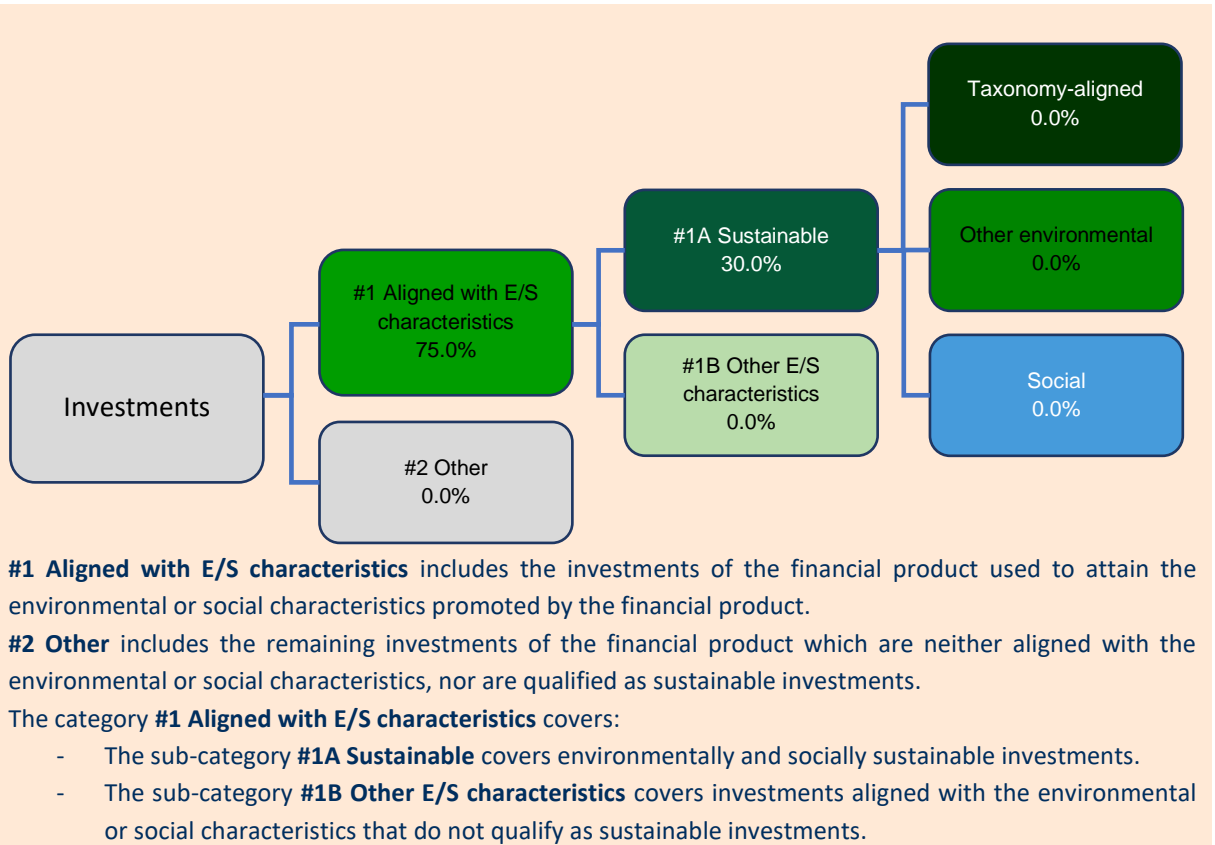 Taxonomy-aligned
0.0%
#1A Sustainable
30.0%
Other environmental
0.0%
#1 Aligned with E/S
characteristics
75.0%
#1B Other E/S
characteristics
0.0%
Social
0.0%
Investments
#2 Other
0.0%
#1 Aligned with E/S characteristics includes the investments of the financial product used to attain the
environmental or social characteristics promoted by the financial product.
#2 Other includes the remaining investments of the financial product which are neither aligned with the
environmental or social characteristics, nor are qualified as sustainable investments.
The category #1 Aligned with E/S characteristics covers:
- The sub-category #1A Sustainable covers environmentally and socially sustainable investments.
- The sub-category #1B Other E/S characteristics covers investments aligned with the environmental
or social characteristics that do not qualify as sustainable investments.